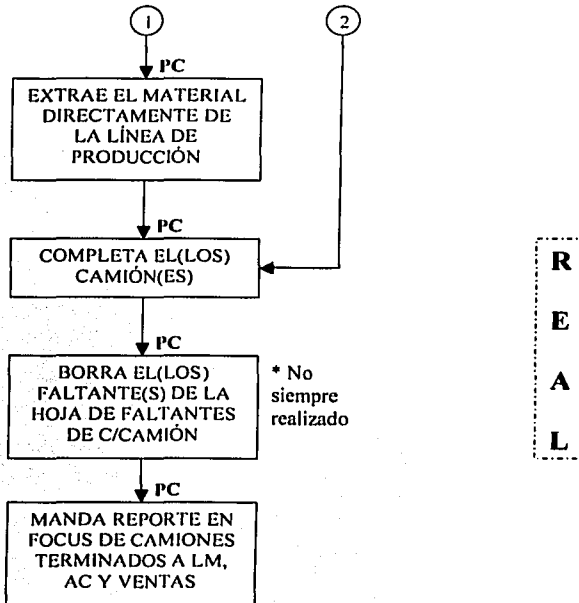 1
2
PC
EXTRAE EL MATERIAL
DIRECTAMENTE DE
LA LÍNEA DE
PRODUCCIÓN
PC
COMPLETA EL(LOS)
CAMIÓN(ES)
PC
BORRA EL(LOS)
FALTANTE(S) DE LA
HOJA DE FALTANTES
DE C/CAMIÓN
* No
siempre
realizado
PC
MANDA REPORTE EN
FOCUS DE CAMIONES
TERMINADOS A LM,
AC Y VENTAS
R
E
A
L